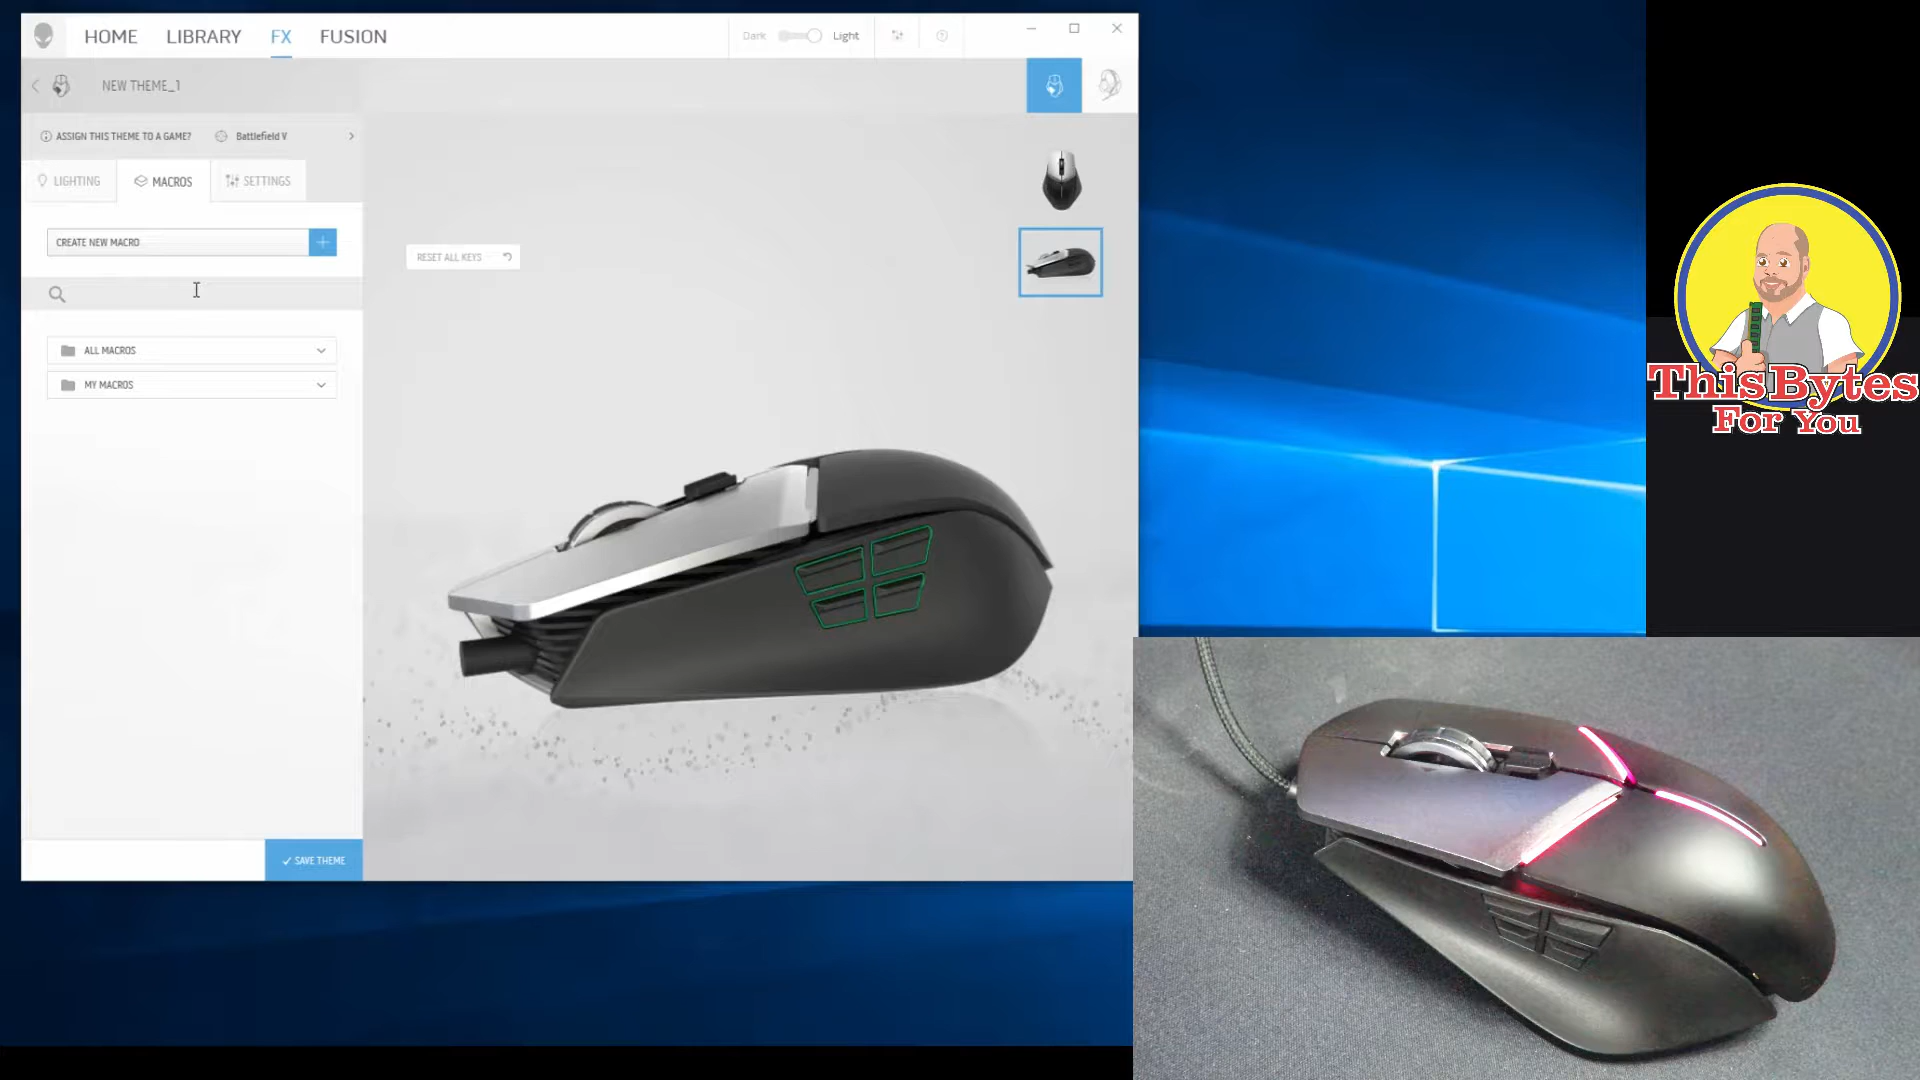 HOME LIBRARY FX FUSION Dark Light
NEW THEME_1
ASSIGN THIS THEME TO A GAME? Battlefield V
LIGHTING MACROS SETTINGS
CREATE NEW MACRO
RESET ALL KEYS
ALL MACROS
MY MACROS
SAVE THEME
This Bytes
For You